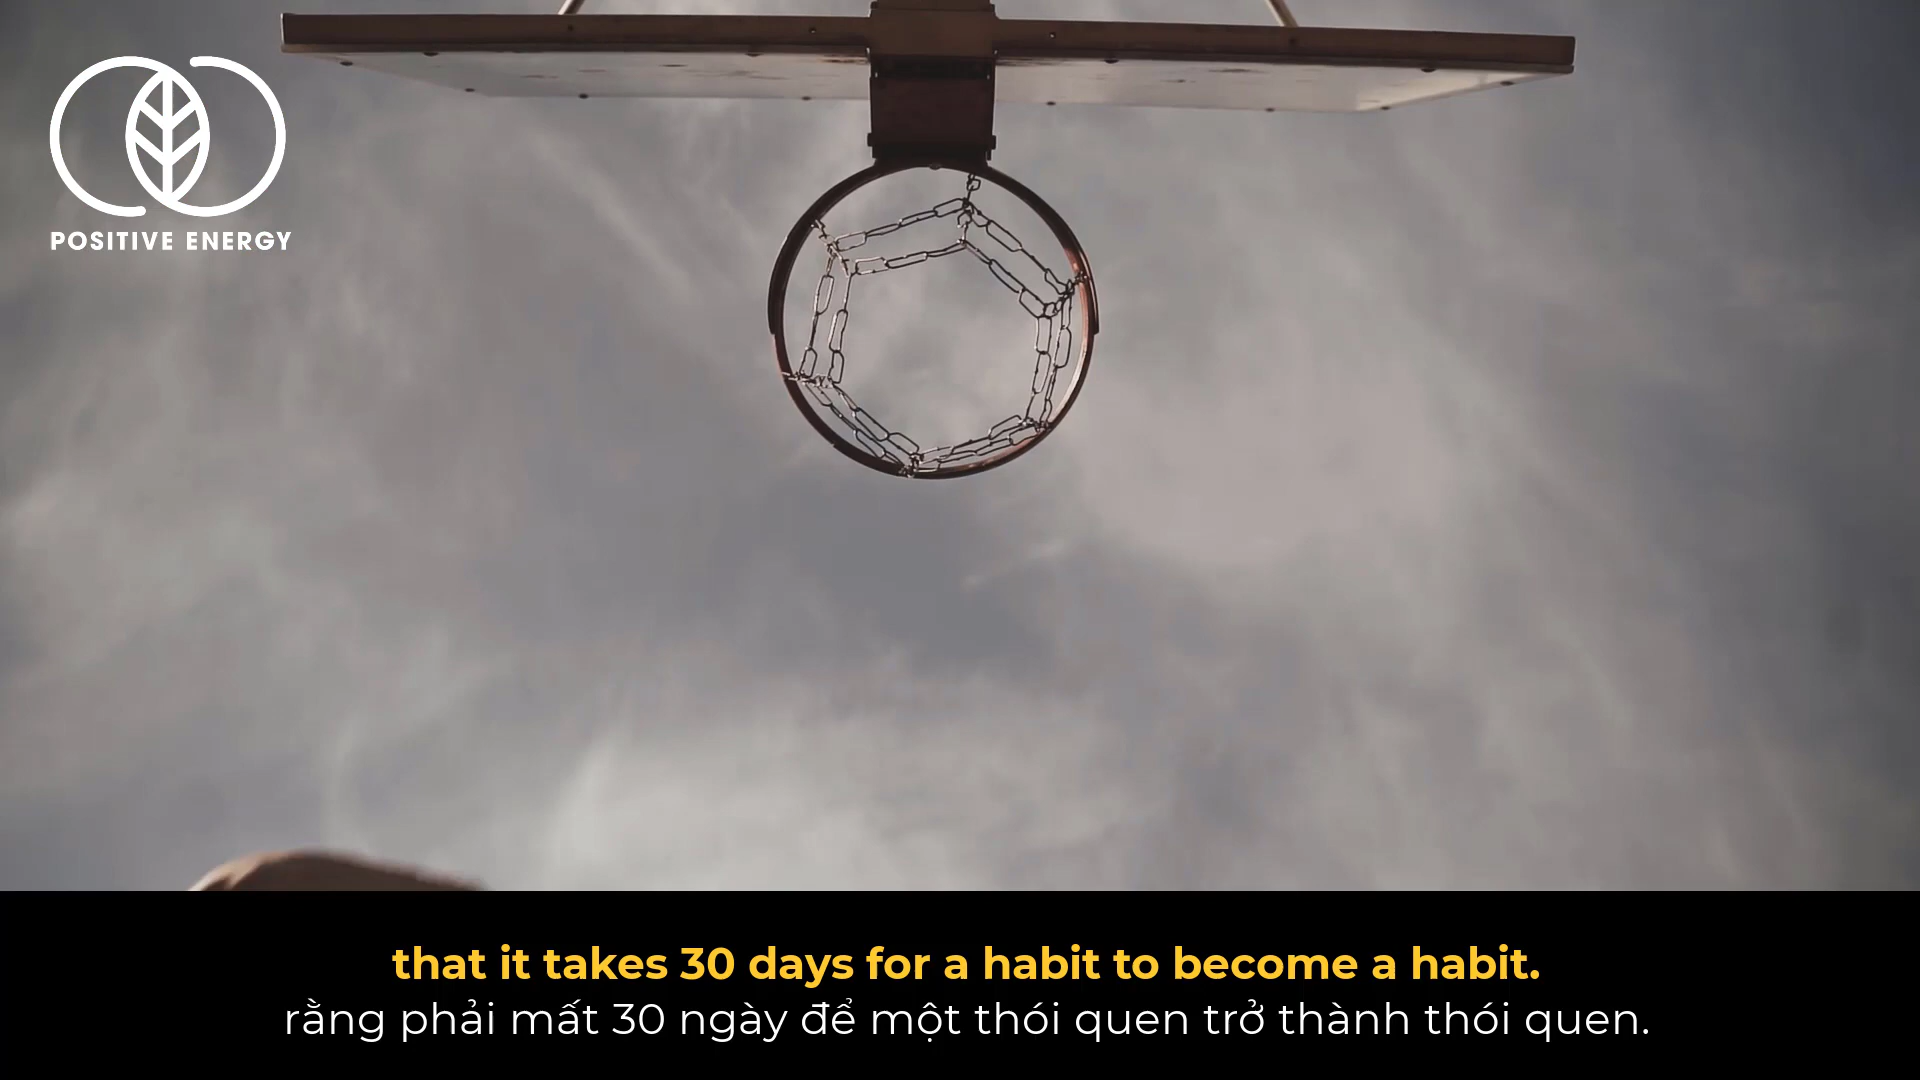 POSITIVE ENERGY
that it takes 30 days for a habit to become a habit.
rằng phải mất 30 ngày để một thói quen trở thành thói quen.